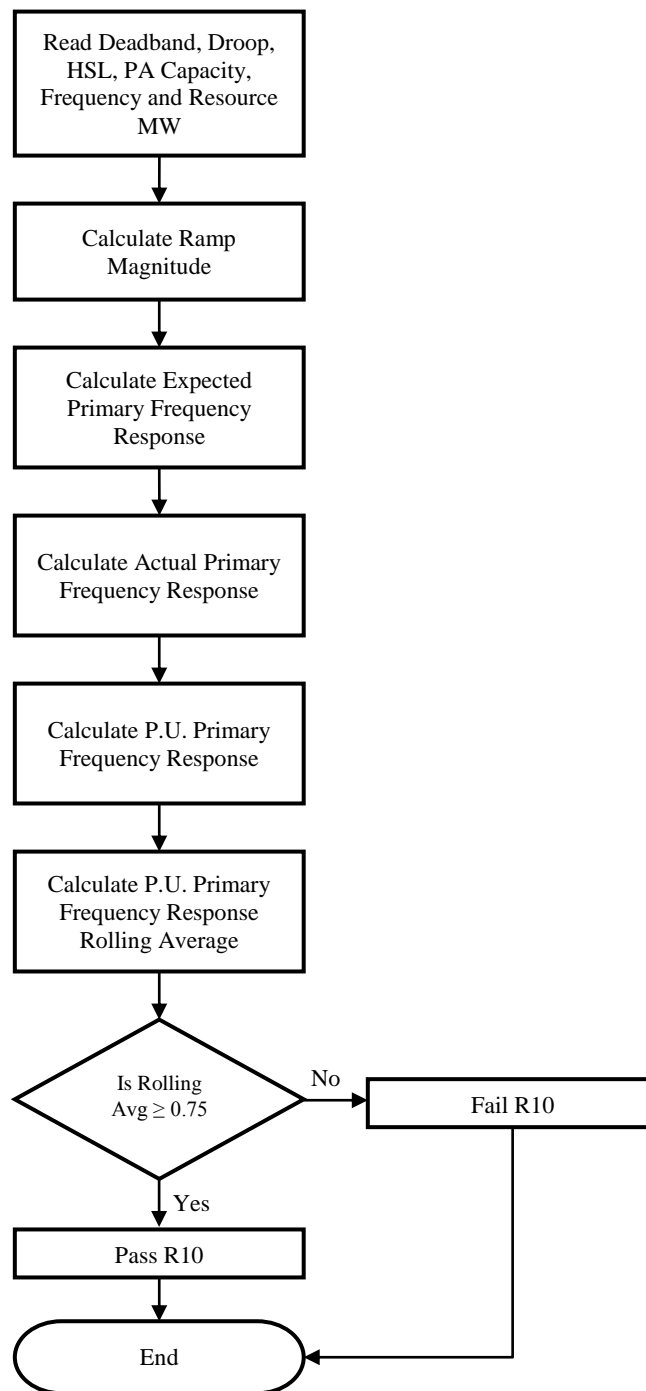 Read Deadband, Droop,
HSL, PA Capacity,
Frequency and Resource
MW
Calculate Ramp
Magnitude
Calculate Expected
Primary Frequency
Response
Calculate Actual Primary
Frequency Response
Calculate P.U. Primary
Frequency Response
Calculate P.U. Primary
Frequency Response
Rolling Average
Is Rolling
Avg ≥ 0.75
No
Fail R10
Yes
Pass R10
End